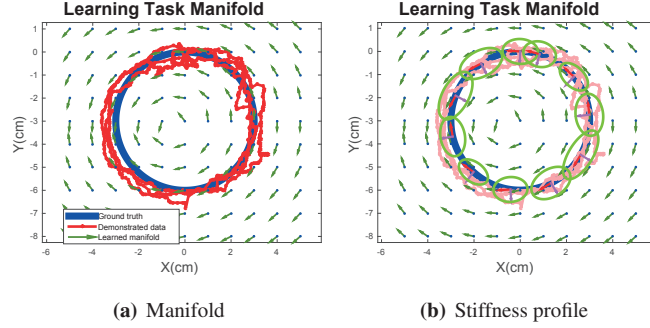 Learning Task Manifold
1
0
-1
-2
-3
-4
-5
-6
-7
-8
Y(cm)
-6
-4
-2
0
2
4
X(cm)
Ground truth
Demonstrated data
Learned manifold
(a) Manifold
Learning Task Manifold
1
0
-1
-2
-3
-4
-5
-6
-7
-8
Y(cm)
-6
-4
-2
0
2
4
X(cm)
(b) Stiffness profile